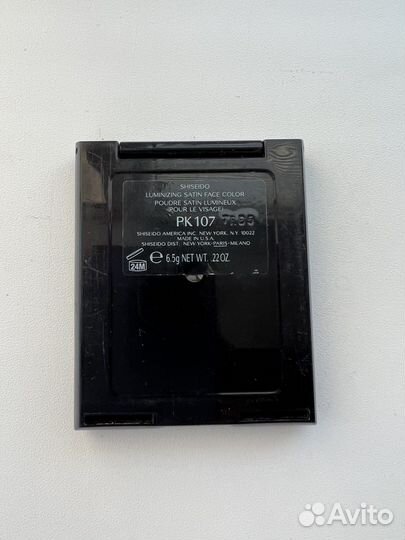 SHISEIDO
LUMINIZING SATIN FACE COLOR
POUDRE SATIN LUMINEUX
(POUR LE VISAGE)
PK107
SHISEIDO AMERICA INC. NEW YORK, N.Y. 10022
MADE IN U.S.A.
SHISEIDO DIST. NEW YORK-PARIS-MILANO
24M e 6.5g NET WT. .22 OZ.
Avito